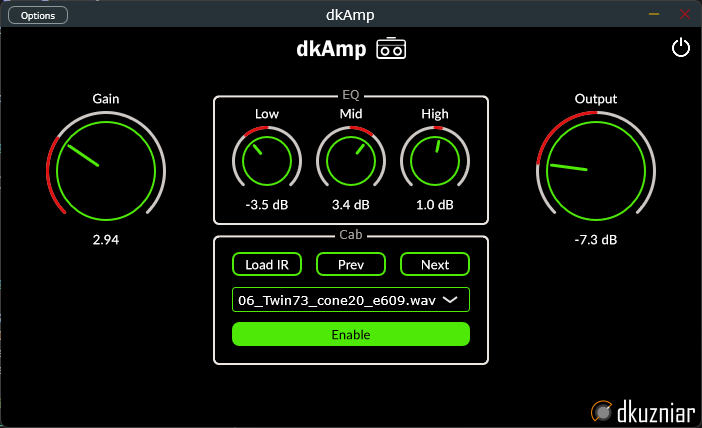 Options
dkAmp
dkAmp
Gain
2.94
EQ
Low
Mid
High
-3.5 dB
3.4 dB
1.0 dB
Cab
Load IR
Prev
Next
06_Twin73_cone20_e609.wav
Enable
Output
-7.3 dB
dkuzniar